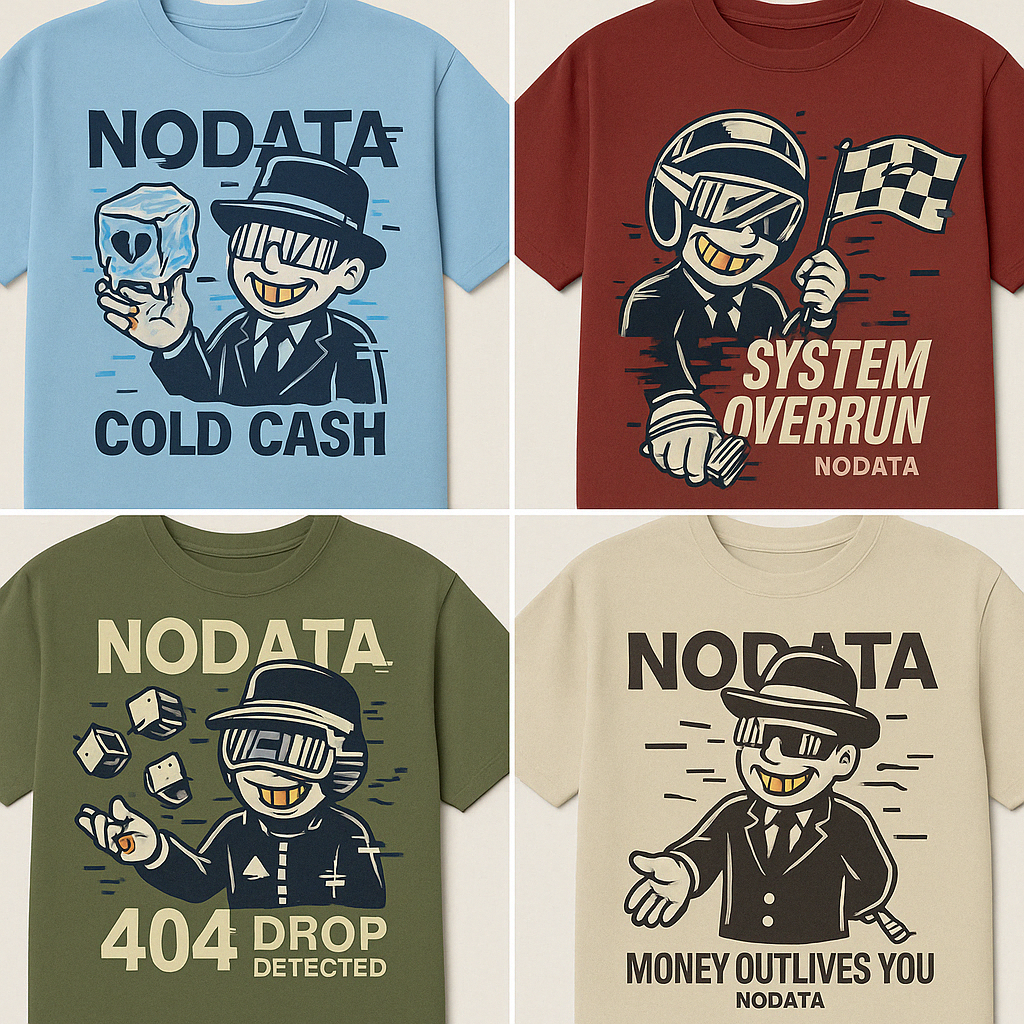 NODATA
COLD CASH
SYSTEM
OVERRUN
NODATA
NODATA
404 DROP
DETECTED
NODATA
MONEY OUTLIVES YOU
NODATA